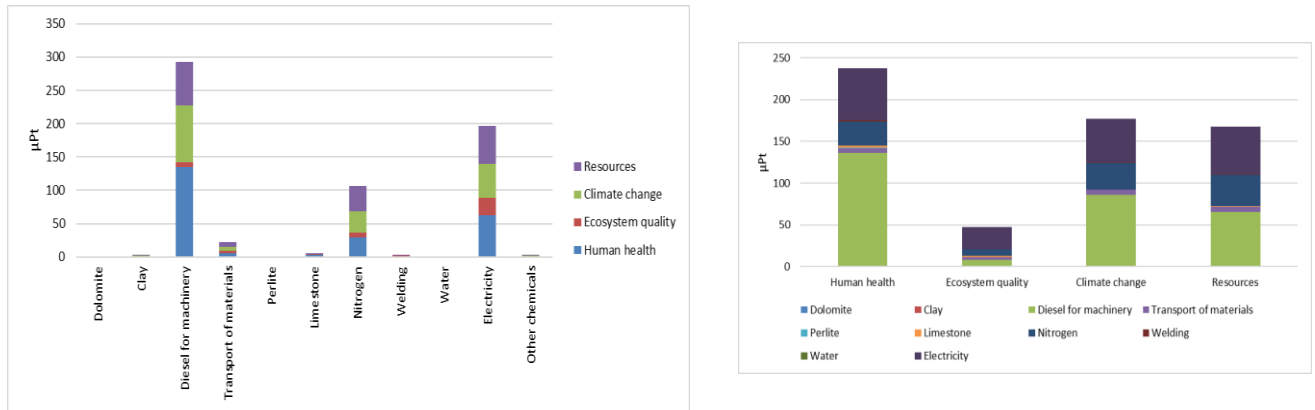 350
300
250
200
150
100
50
0
µPt
Dolomite
Clay
Diesel for machinery
Transport of materials
Perlite
Limestone
Nitrogen
Welding
Water
Electricity
Other chemicals
Resources
Climate change
Ecosystem quality
Human health
250
200
150
100
50
0
µPt
Human health Ecosystem quality Climate change Resources
Dolomite Clay Diesel for machinery Transport of materials
Perlite Limestone Nitrogen Welding
Water Electricity